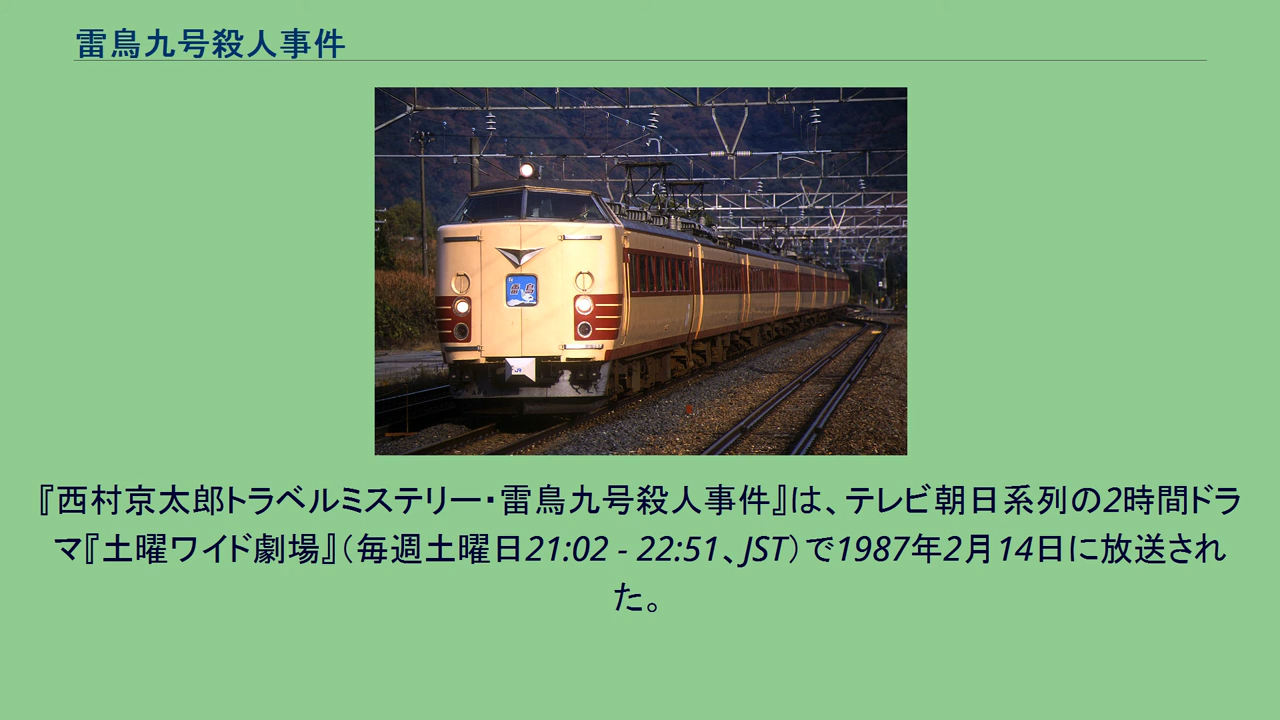 雷鳥九号殺人事件
雷鳥
JR
『西村京太郎トラベルミステリー・雷鳥九号殺人事件』は、テレビ朝日系列の2時間ドラ
マ『土曜ワイド劇場』（毎週土曜日21:02 - 22:51、JST）で1987年2月14日に放送され
た。